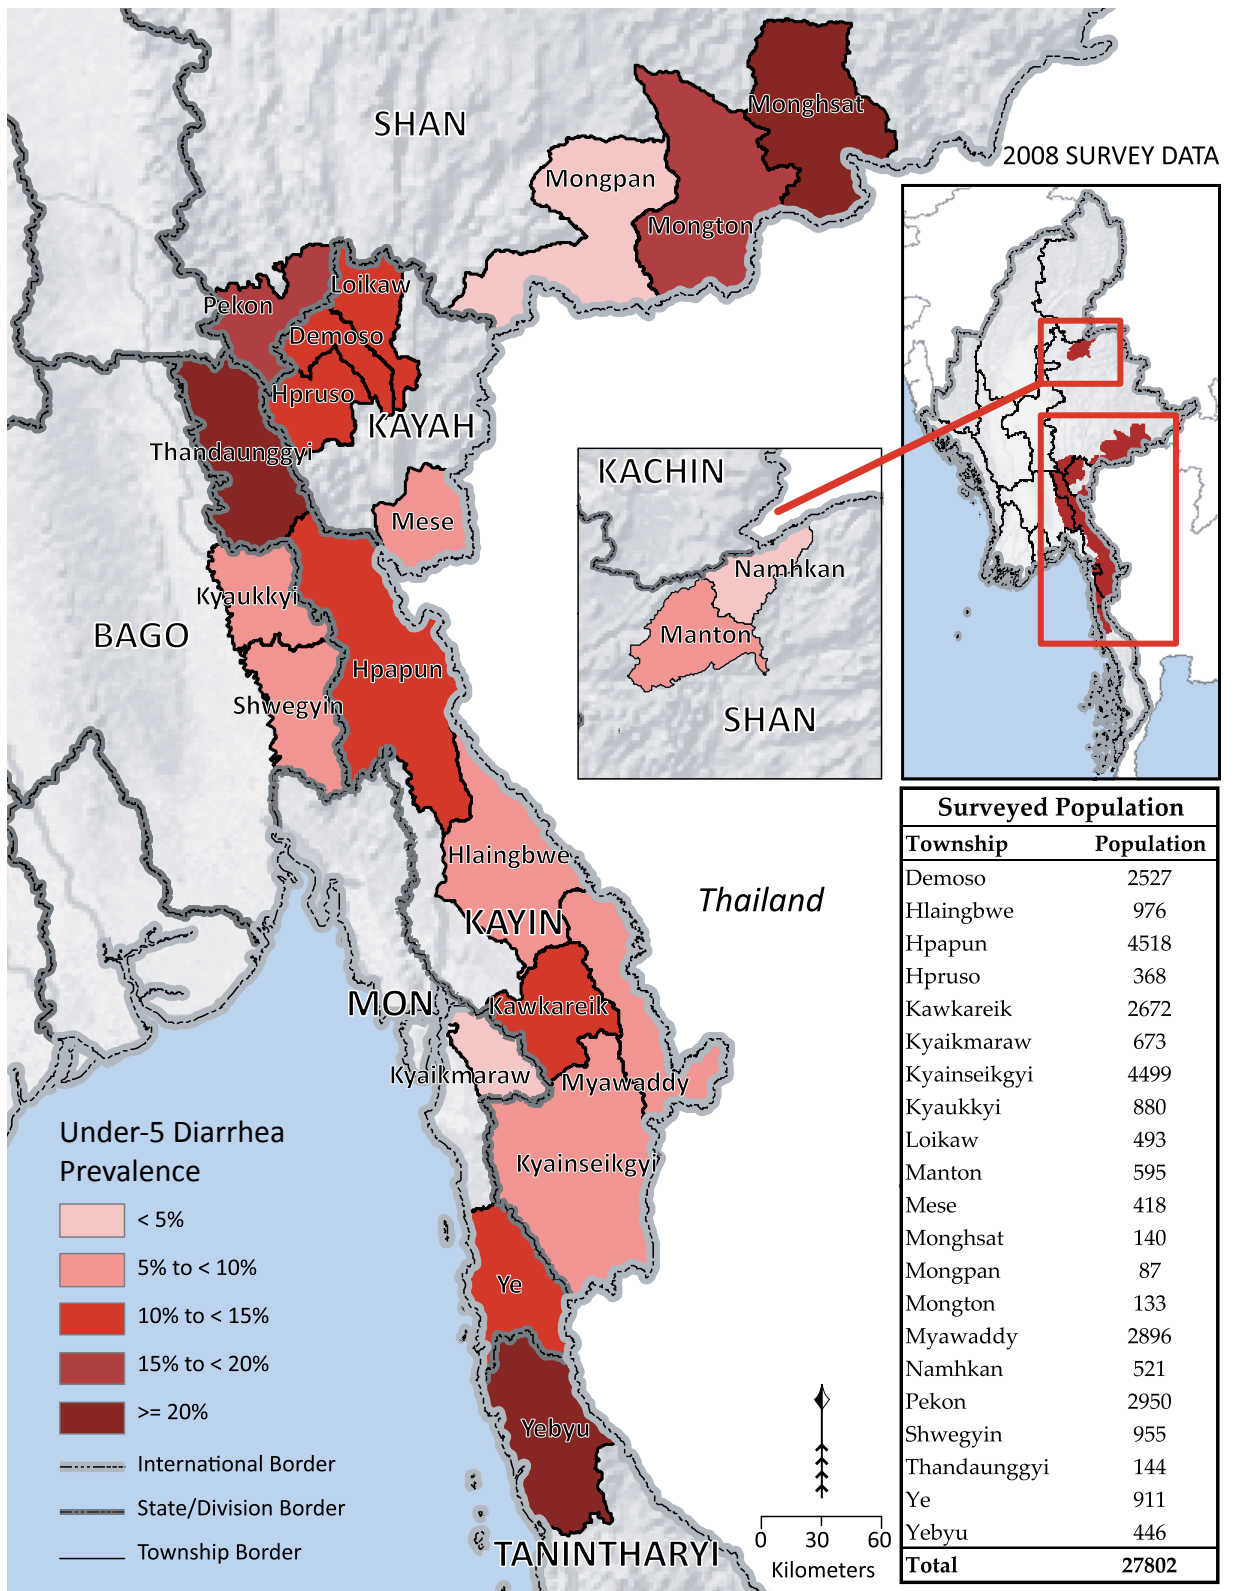 SHAN
Monghsat
2008 SURVEY DATA
Mongpan
Mongton
Loikaw
Pekon
Demoso
Hpruso
KAYAH
Thandaunggyi
KACHIN
Mese
Namhkan
Kyaukkyi
BAGO
Manton
Hpapun
Shwegyin
SHAN
Hlaingbwe
Thailand
KAYIN
MON
Kawkareik
Kyaikmaraw
Myawaddy
Kyainseikgyi
Ye
Yebyu
TANINTHARYI
Under-5 Diarrhea
Prevalence
< 5%
5% to < 10%
10% to < 15%
15% to < 20%
>= 20%
International Border
State/Division Border
Township Border
0 30 60
Kilometers
Surveyed Population
Township Population
Demoso 2527
Hlaingbwe 976
Hpapun 4518
Hpruso 368
Kawkareik 2672
Kyaikmaraw 673
Kyainseikgyi 4499
Kyaukkyi 880
Loikaw 493
Manton 595
Mese 418
Monghsat 140
Mongpan 87
Mongton 133
Myawaddy 2896
Namhkan 521
Pekon 2950
Shwegyin 955
Thandaunggyi 144
Ye 911
Yebyu 446
Total 27802